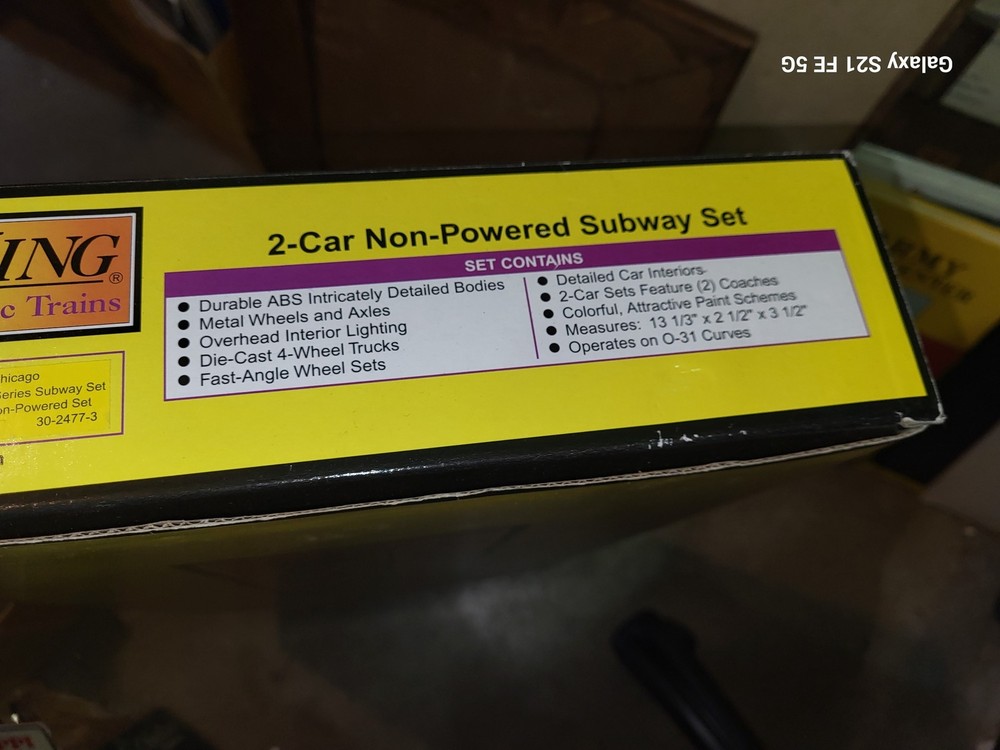 Galaxy S21 FE 5G
ING®
c Trains
hicago
eries Subway Set
on-Powered Set
30-2477-3
2-Car Non-Powered Subway Set
SET CONTAINS
● Durable ABS Intricately Detailed Bodies
● Metal Wheels and Axles
● Overhead Interior Lighting
● Die-Cast 4-Wheel Trucks
● Fast-Angle Wheel Sets
● Detailed Car Interiors
● 2-Car Sets Feature (2) Coaches
● Colorful, Attractive Paint Schemes
● Measures: 13 1/3" x 2 1/2" x 3 1/2"
● Operates on O-31 Curves